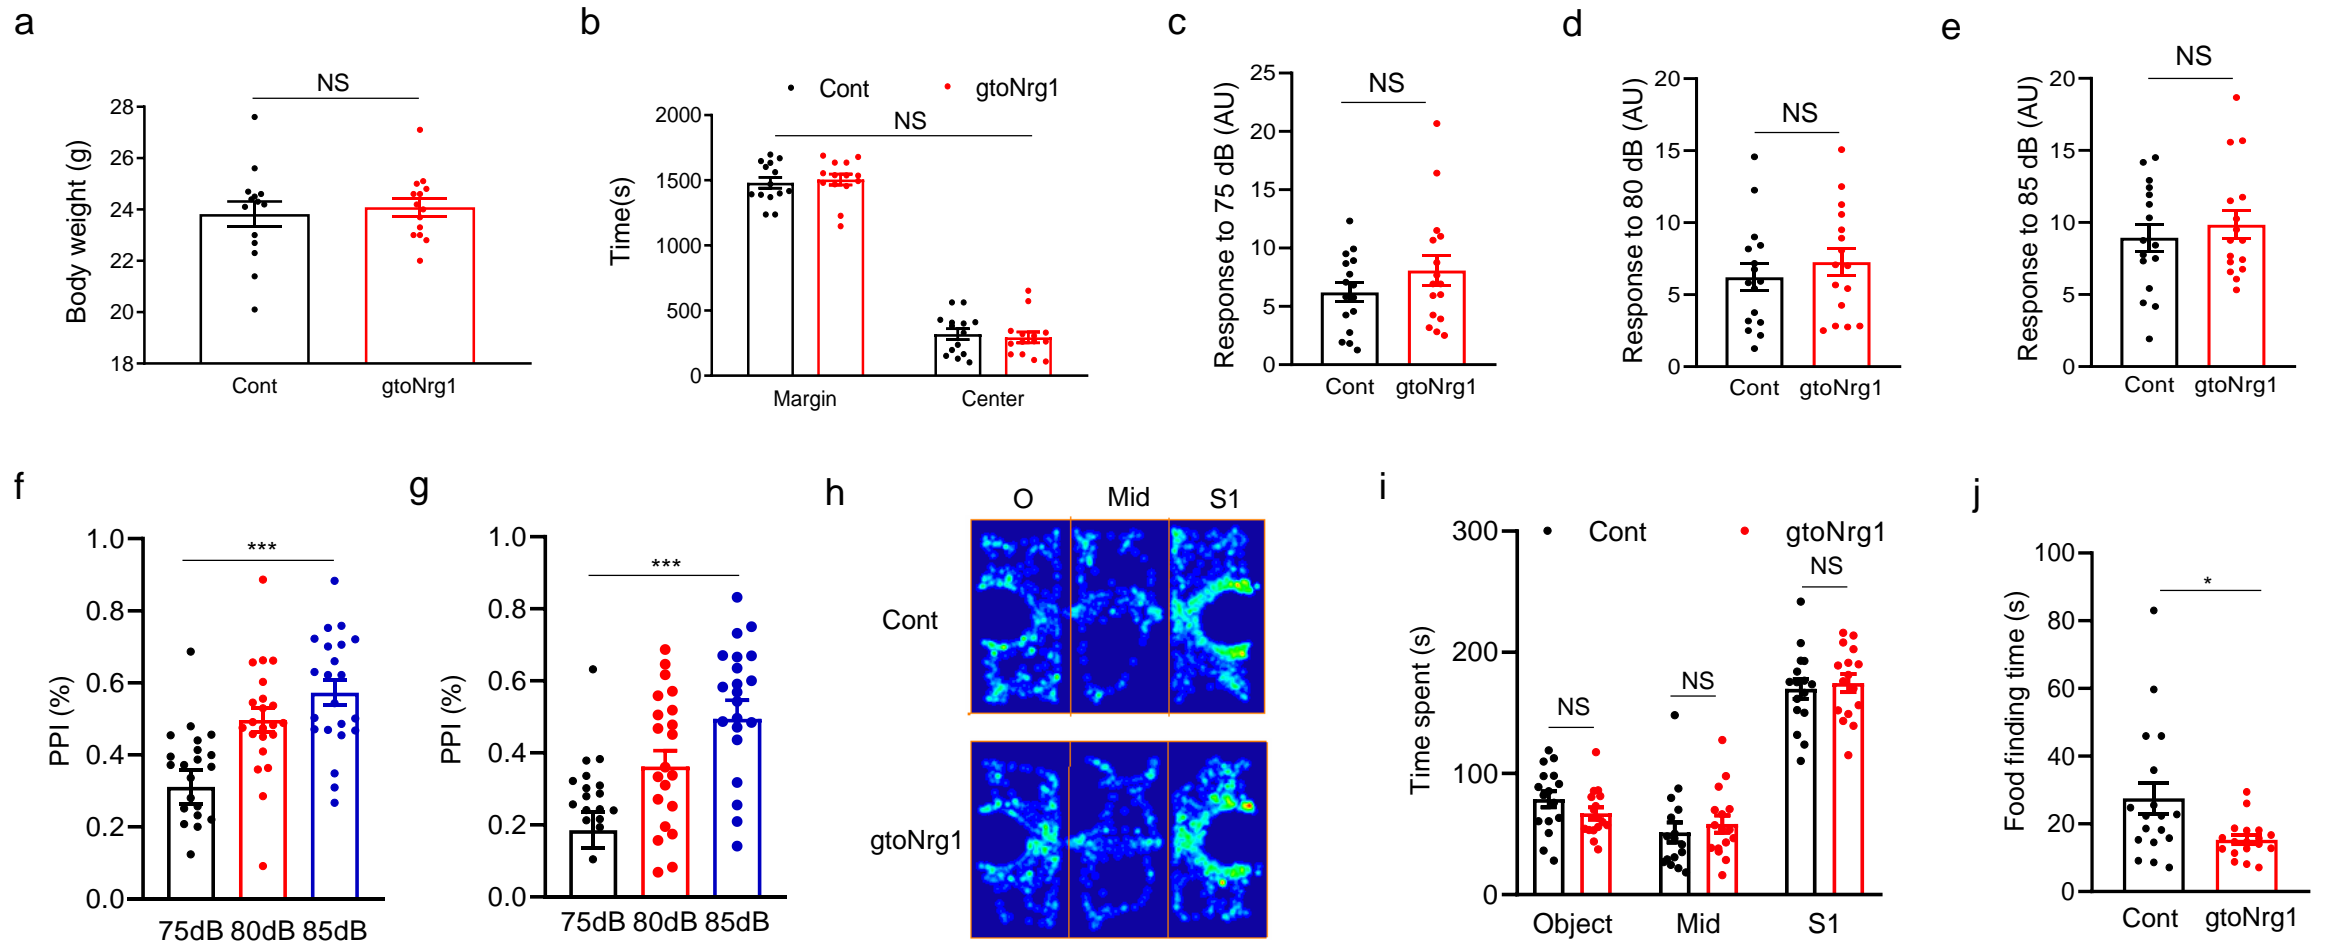 a
NS
Body weight (g)
28
26
24
22
20
18
Cont
gtoNrg1
b
Cont
gtoNrg1
NS
Time(s)
2000
1500
1000
500
0
Margin
Center
c
NS
Response to 75 dB (AU)
25
20
15
10
5
0
Cont
gtoNrg1
d
NS
Response to 80 dB (AU)
20
15
10
5
0
Cont
gtoNrg1
e
NS
Response to 85 dB (AU)
20
15
10
5
0
Cont
gtoNrg1
f
***
PPI (%)
1.0
0.8
0.6
0.4
0.2
0.0
75dB 80dB 85dB
g
***
PPI (%)
1.0
0.8
0.6
0.4
0.2
0.0
75dB 80dB 85dB
h
O
Mid
S1
Cont
gtoNrg1
i
Cont
gtoNrg1
NS
NS
NS
Time spent (s)
300
200
100
0
Object
Mid
S1
j
*
Food finding time (s)
100
80
60
40
20
0
Cont
gtoNrg1